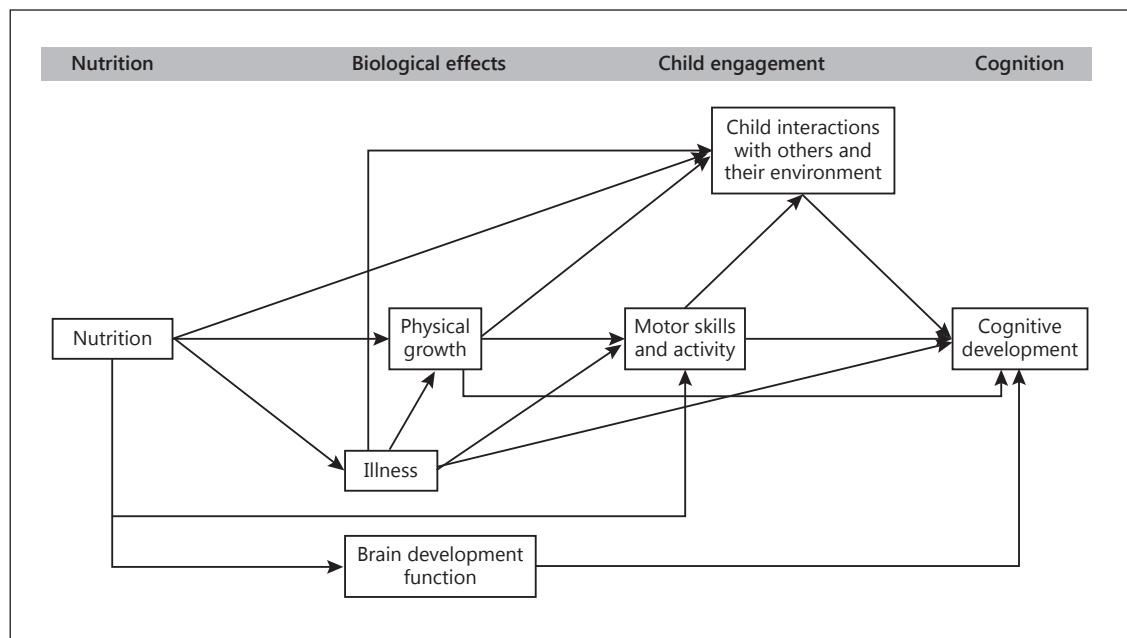 Nutrition Biological effects Child engagement Cognition
Child interactions
with others and
their environment
Nutrition
Physical
growth
Motor skills
and activity
Cognitive
development
Illness
Brain development
function